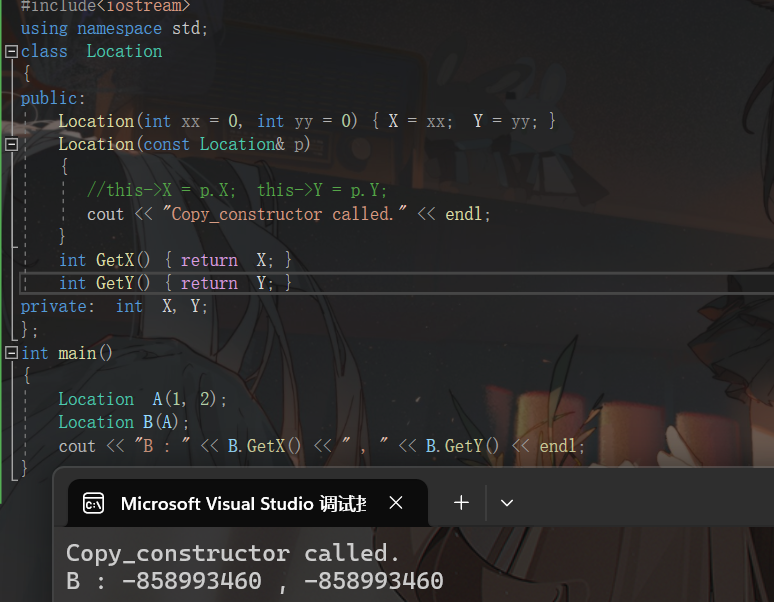 #include<iostream>
using namespace std;
class  Location
{
public:
    Location(int xx = 0, int yy = 0) { X = xx;  Y = yy; }
    Location(const Location& p)
    {
        //this->X = p.X;  this->Y = p.Y;
        cout << "Copy_constructor called." << endl;
    }
    int GetX() { return  X; }
    int GetY() { return  Y; }
private:  int  X, Y;
};
int main()
{
    Location  A(1, 2);
    Location B(A);
    cout << "B : " << B.GetX() << " , " << B.GetY() << endl;
}
Microsoft Visual Studio 调试
Copy_constructor called.
B : -858993460 , -858993460